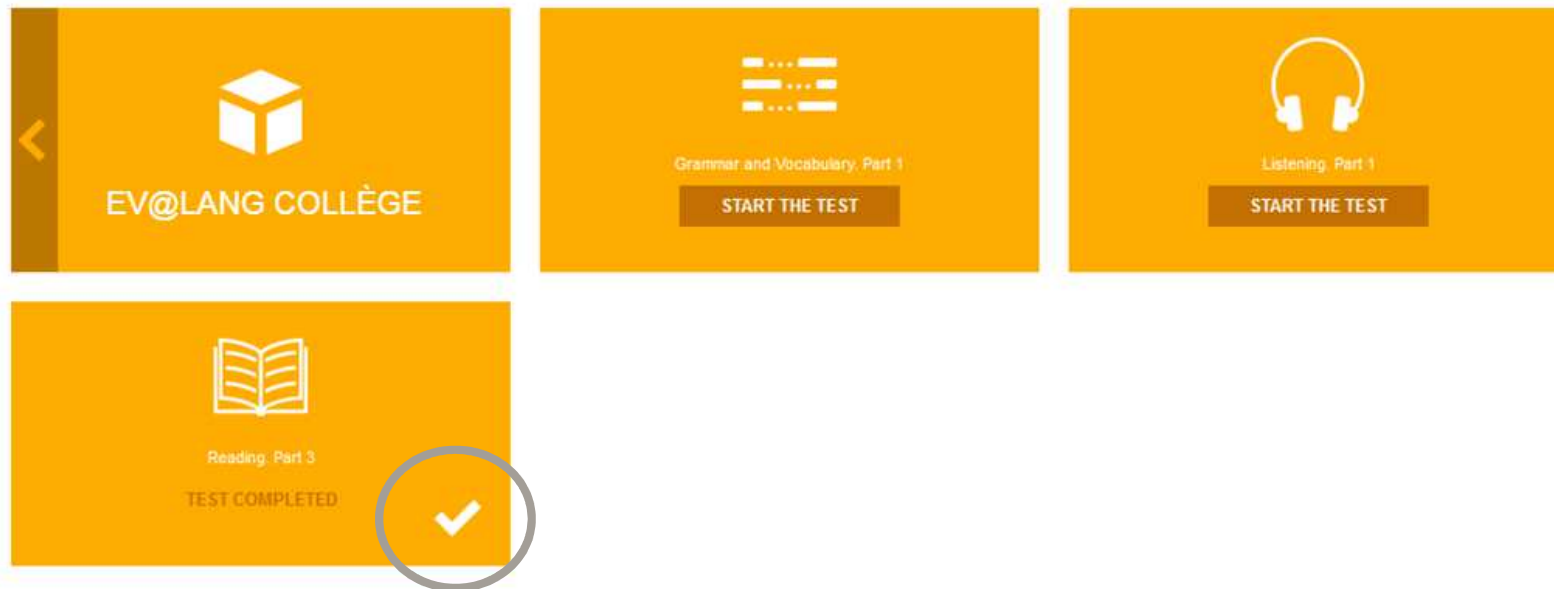 EV@LANG COLLÈGE
Grammar and Vocabulary. Part 1
START THE TEST
Listening. Part 1
START THE TEST
Reading. Part 3
TEST COMPLETED